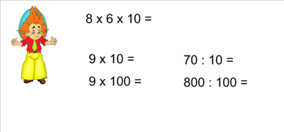 8 x 6 x 10 =
9 x 10 = 70 : 10 =
9 x 100 = 800 : 100 =